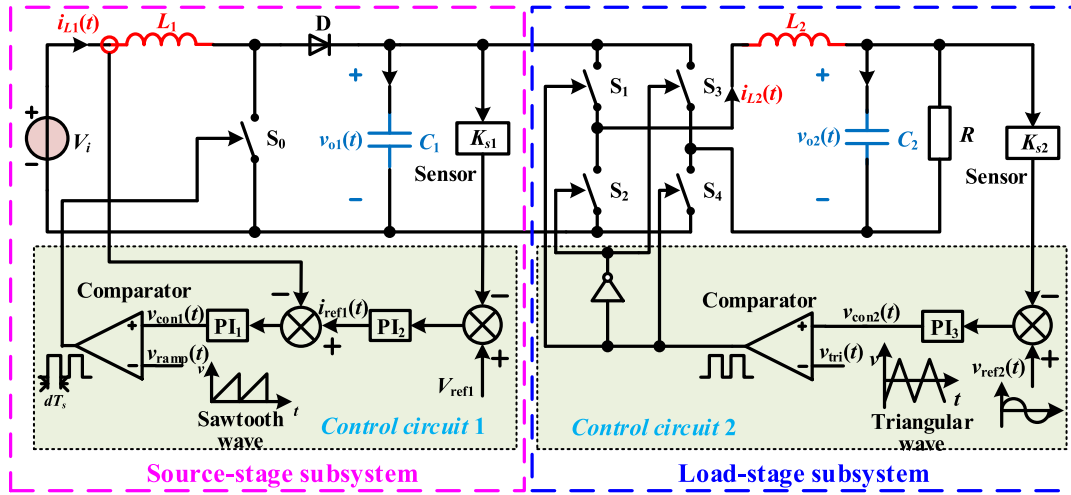 i_L1(t)
L_1
D
V_i
S_0
v_o1(t)
C_1
K_s1
Sensor
S_1
S_3
S_2
S_4
i_L2(t)
L_2
v_o2(t)
C_2
R
K_s2
Sensor
Comparator
v_con1(t)
PI_1
i_ref1(t)
PI_2
v_ramp(t)
dT_s
v
t
Sawtooth
wave
V_ref1
Control circuit 1
Comparator
v_con2(t)
PI_3
v_tri(t)
v
t
v_ref2(t)
Triangular
wave
Control circuit 2
Source-stage subsystem
Load-stage subsystem